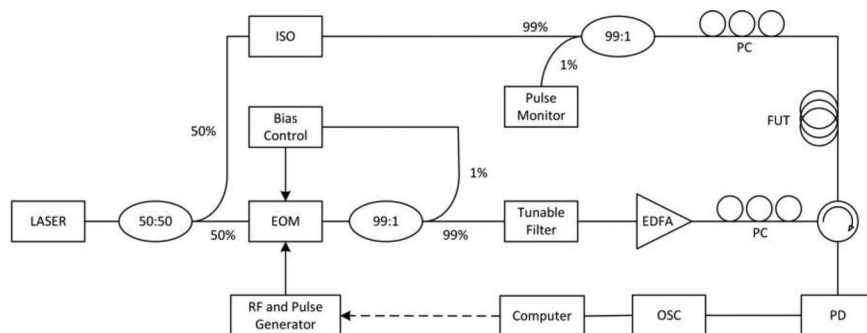 ISO
99%
99:1
PC
1%
Pulse
Monitor
50%
Bias
Control
FUT
1%
LASER
50:50
50%
EOM
99:1
99%
Tunable
Filter
EDFA
PC
RF and Pulse
Generator
Computer
OSC
PD